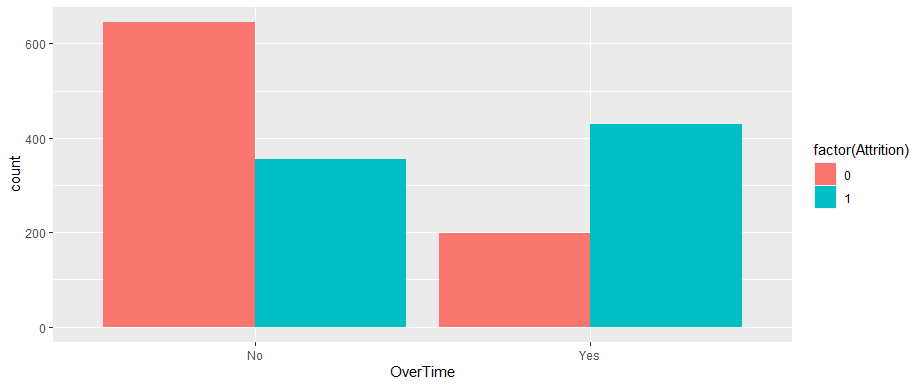 count
600
400
200
0
No
Yes
OverTime
factor(Attrition)
0
1